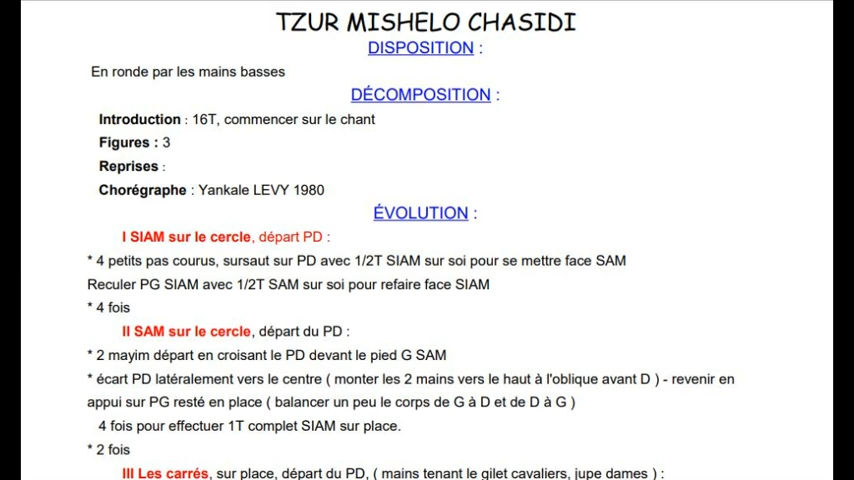 TZUR MISHELO CHASIDI
DISPOSITION :
En ronde par les mains basses
DÉCOMPOSITION :
Introduction : 16T, commencer sur le chant
Figures : 3
Reprises :
Chorégraphe : Yankale LEVY 1980
ÉVOLUTION :
I SIAM sur le cercle, départ PD :
* 4 petits pas courus, sursaut sur PD avec 1/2T SIAM sur soi pour se mettre face SAM
Reculer PG SIAM avec 1/2T SAM sur soi pour refaire face SIAM
* 4 fois
II SAM sur le cercle, départ du PD :
* 2 mayim départ en croisant le PD devant le pied G SAM
* écart PD latéralement vers le centre ( monter les 2 mains vers le haut à l'oblique avant D ) - revenir en
appui sur PG resté en place ( balancer un peu le corps de G à D et de D à G )
4 fois pour effectuer 1T complet SIAM sur place.
* 2 fois
III Les carrés, sur place, départ du PD, ( mains tenant le gilet cavaliers, jupe dames ) :